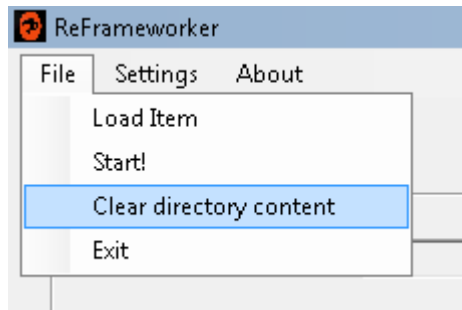 ReFrameworker
File Settings About
Load Item
Start!
Clear directory content
Exit